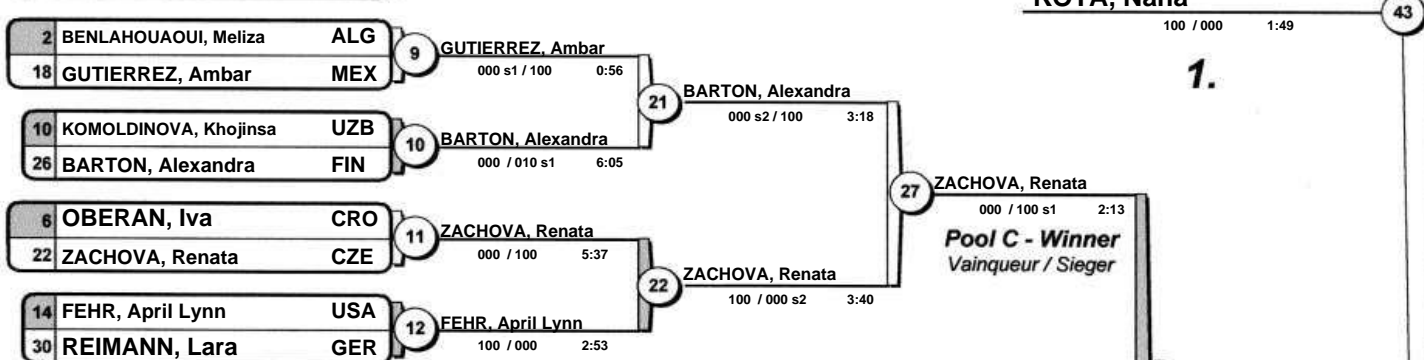 43
100 / 000 1:49
1.
2 BENLAHOUAOUI, Meliza ALG
18 GUTIERREZ, Ambar MEX
9
GUTIERREZ, Ambar
000 s1 / 100 0:56
10 KOMOLDINOVA, Khojinsa UZB
26 BARTON, Alexandra FIN
10
BARTON, Alexandra
000 / 010 s1 6:05
21
BARTON, Alexandra
000 s2 / 100 3:18
6 OBERAN, Iva CRO
22 ZACHOVA, Renata CZE
11
ZACHOVA, Renata
000 / 100 5:37
14 FEHR, April Lynn USA
30 REIMANN, Lara GER
12
FEHR, April Lynn
100 / 000 2:53
22
ZACHOVA, Renata
100 / 000 s2 3:40
27
ZACHOVA, Renata
000 / 100 s1 2:13
Pool C - Winner
Vainqueur / Sieger